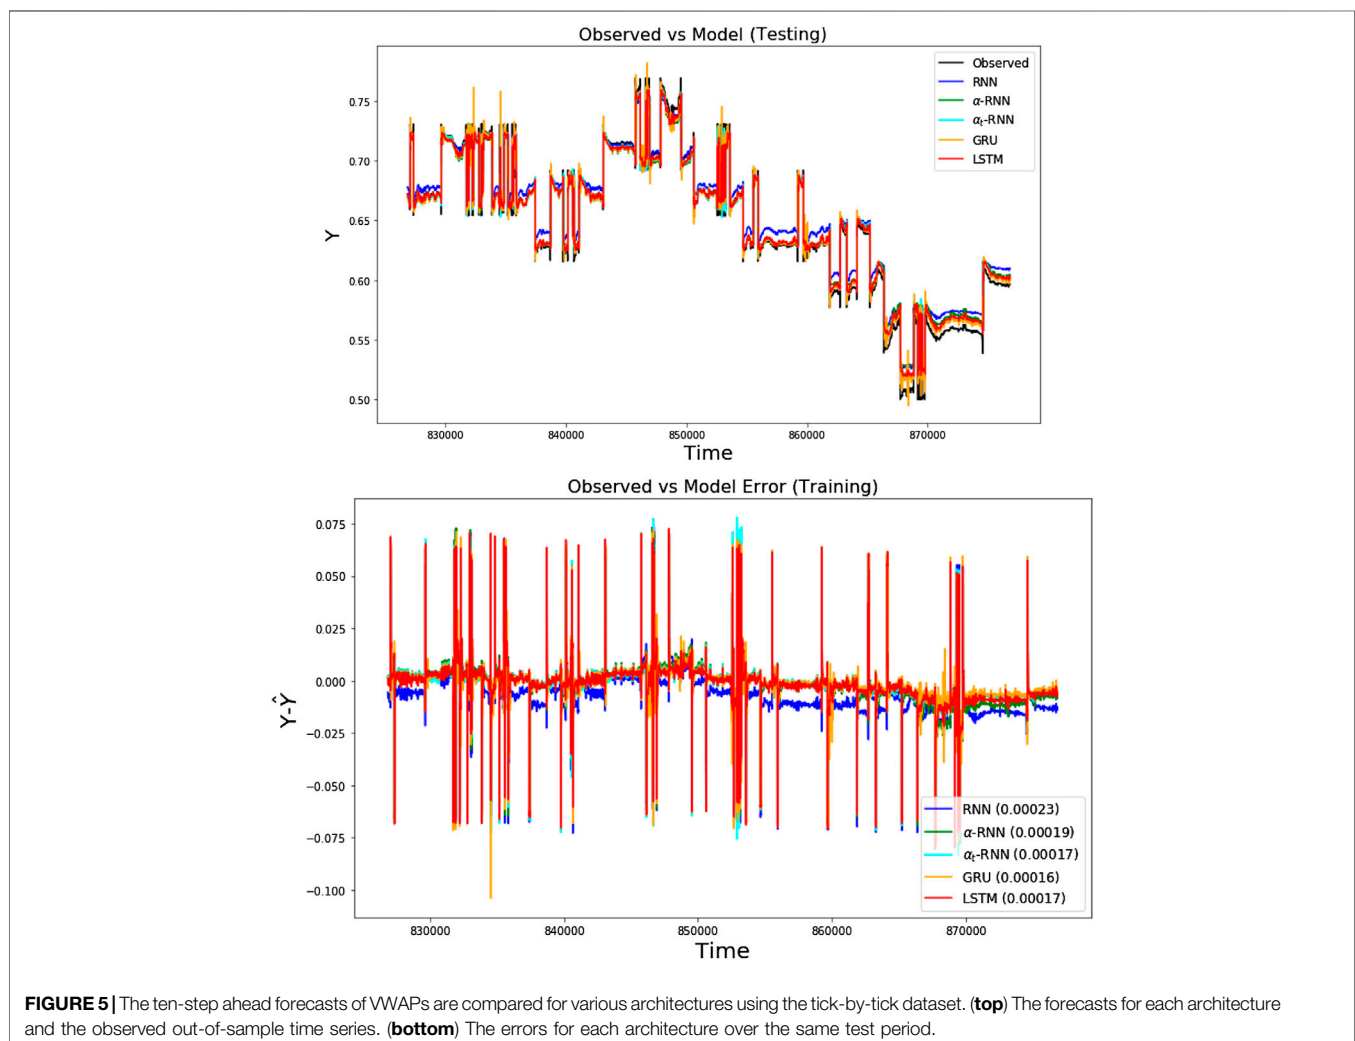 Observed vs Model (Testing)
Y
0.75
0.70
0.65
0.60
0.55
0.50
Observed
RNN
α-RNN
αt-RNN
GRU
LSTM
830000 840000 850000 860000 870000
Time
Observed vs Model Error (Training)
Y-Ŷ
0.075
0.050
0.025
0.000
−0.025
−0.050
−0.075
−0.100
RNN (0.00023)
α-RNN (0.00019)
αt-RNN (0.00017)
GRU (0.00016)
LSTM (0.00017)
830000 840000 850000 860000 870000
Time
FIGURE 5 | The ten-step ahead forecasts of VWAPs are compared for various architectures using the tick-by-tick dataset. (top) The forecasts for each architecture
and the observed out-of-sample time series. (bottom) The errors for each architecture over the same test period.